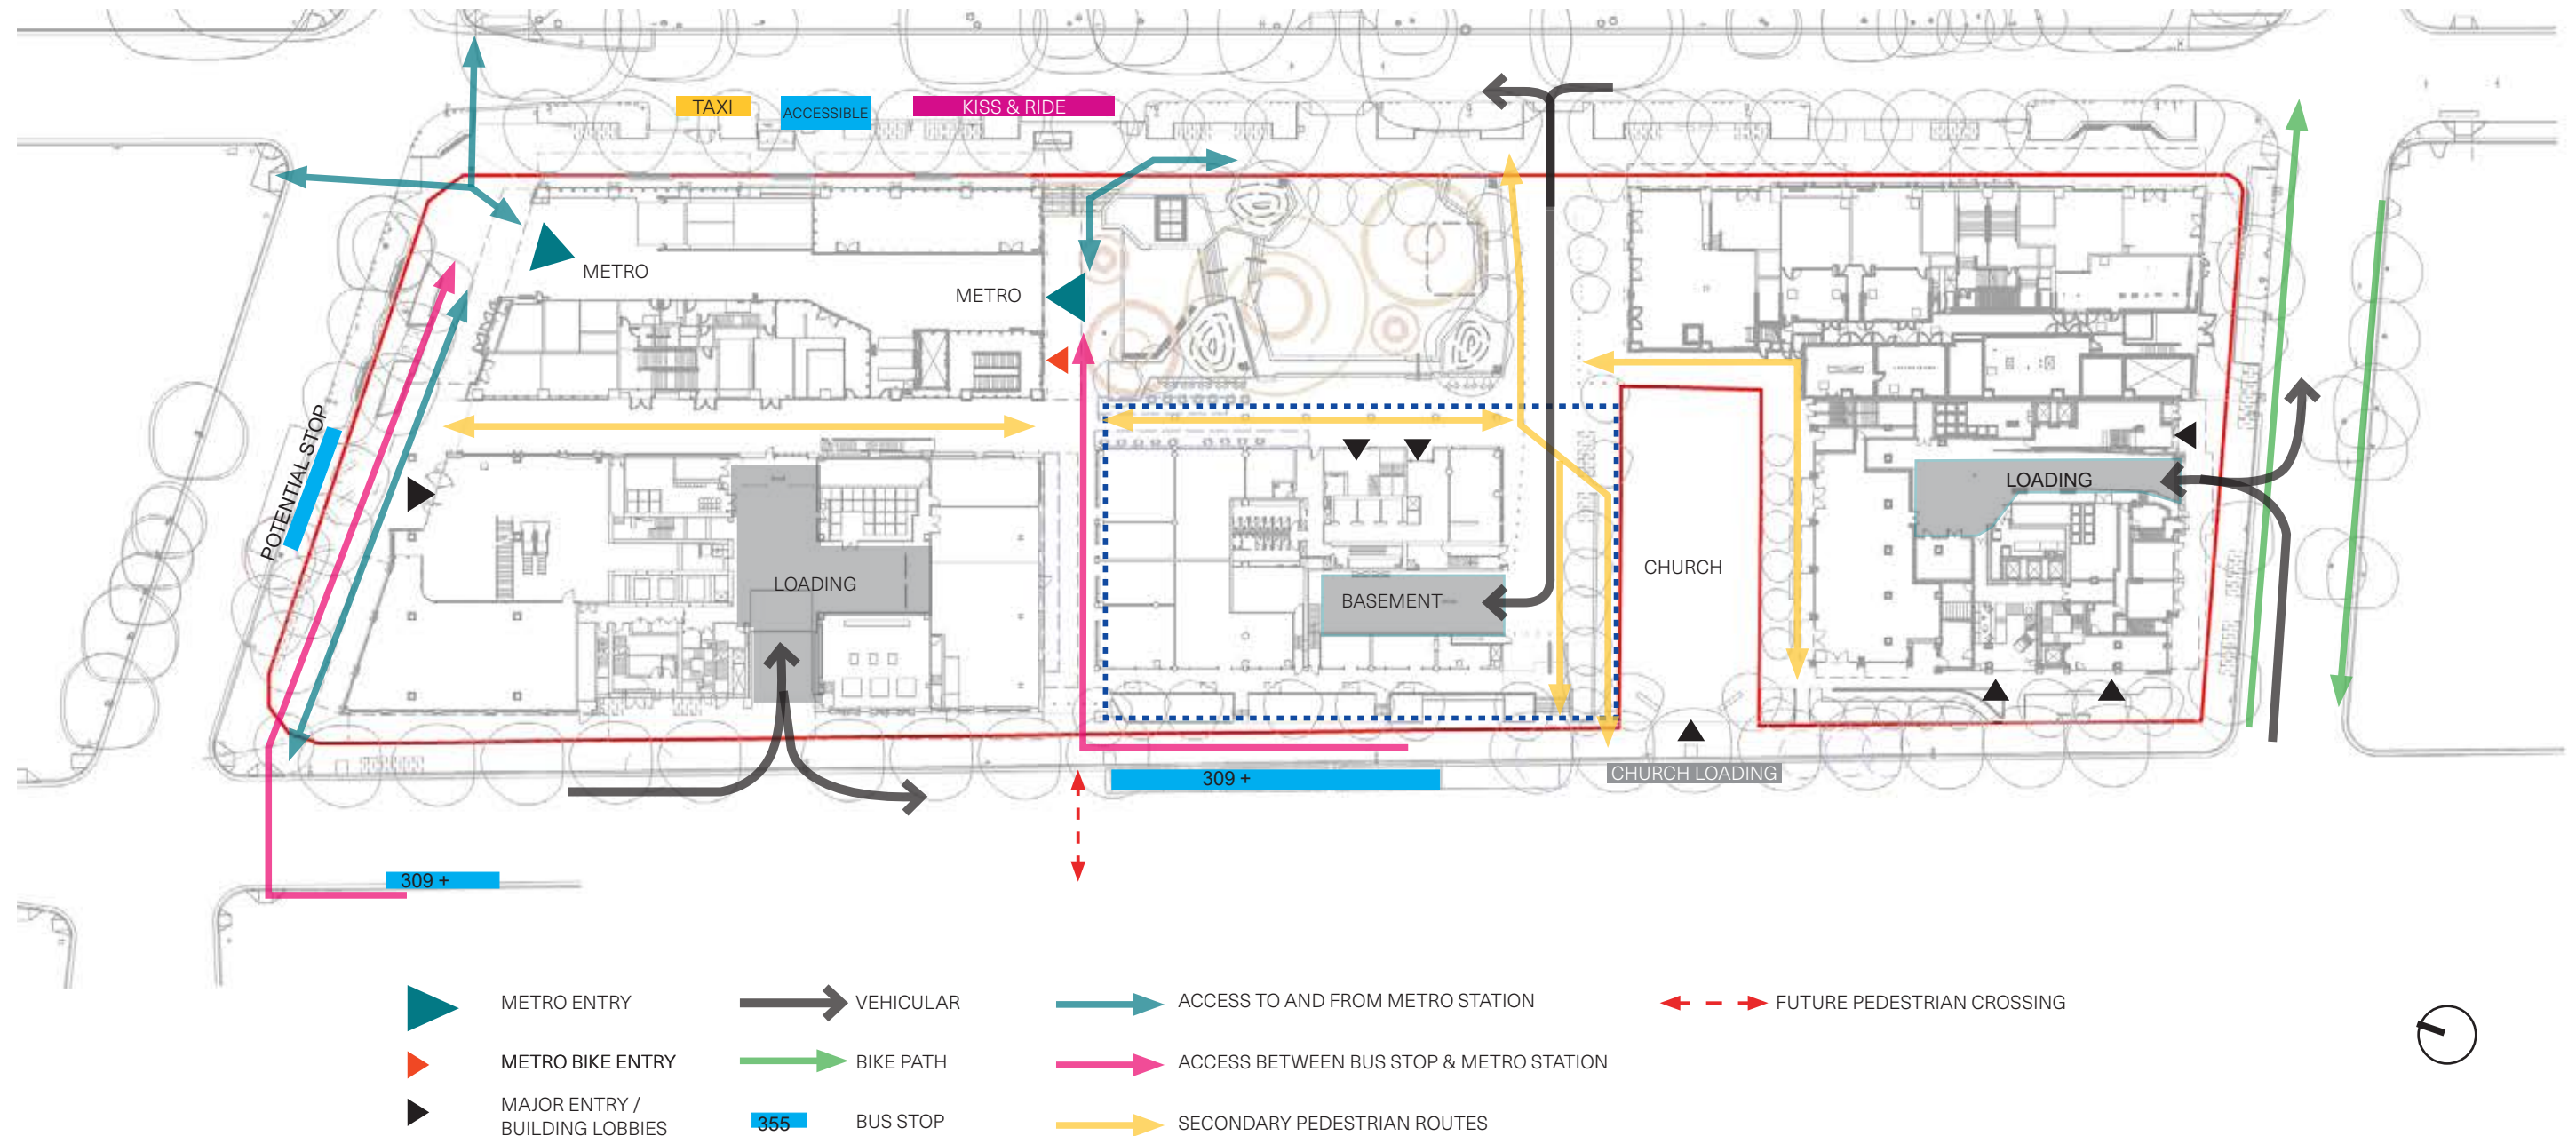 TAXI
ACCESSIBLE
KISS & RIDE
METRO
METRO
POTENTIAL STOP
LOADING
BASEMENT
CHURCH
LOADING
CHURCH LOADING
309 +
309 +
METRO ENTRY
VEHICULAR
ACCESS TO AND FROM METRO STATION
FUTURE PEDESTRIAN CROSSING
METRO BIKE ENTRY
BIKE PATH
ACCESS BETWEEN BUS STOP & METRO STATION
MAJOR ENTRY /
BUILDING LOBBIES
355
BUS STOP
SECONDARY PEDESTRIAN ROUTES